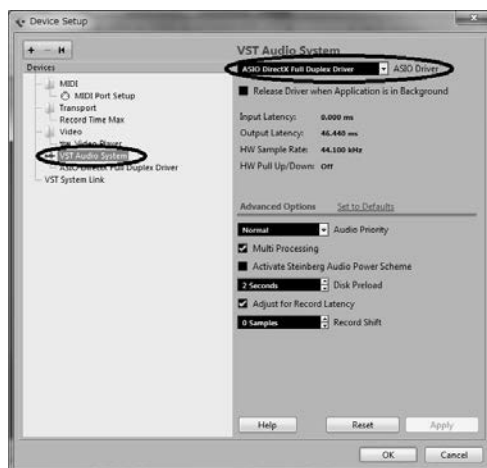 Device Setup
+ - H
Devices
MIDI
MIDI Port Setup
Transport
Record Time Max
Video
Video Player
VST Audio System
ASIO DirectX Full Duplex Driver
VST System Link
VST Audio System
ASIO DirectX Full Duplex Driver ASIO Driver
Release Driver when Application is in Background
Input Latency: 0.000 ms
Output Latency: 46.440 ms
HW Sample Rate: 44.100 kHz
HW Pull Up/Down: Off
Advanced Options Set to Defaults
Normal Audio Priority
Multi Processing
Activate Steinberg Audio Power Scheme
2 Seconds Disk Preload
Adjust for Record Latency
0 Samples Record Shift
Help Reset Apply
OK Cancel